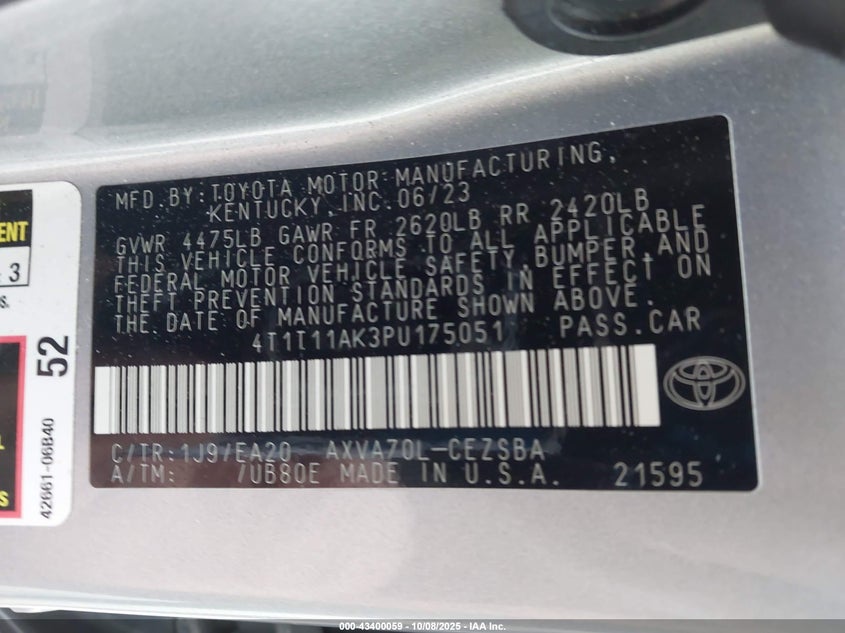 MFD.BY:TOYOTA MOTOR MANUFACTURING,
KENTUCKY, INC. 06/23
GVWR 4475LB GAWR FR 2620LB RR 2420LB
THIS VEHICLE CONFORMS TO ALL APPLICABLE
FEDERAL MOTOR VEHICLE SAFETY, BUMPER AND
THEFT PREVENTION STANDARDS IN EFFECT ON
THE DATE OF MANUFACTURE SHOWN ABOVE.
4T1T11AK3PU175051 PASS.CAR
C/TR:1J9/EA20 AXVA70L-CEZSBA
A/TM: 7UB80E MADE IN U.S.A. 21595
3
52
42661-06B40
000-43400059 - 10/08/2025 - IAA Inc.